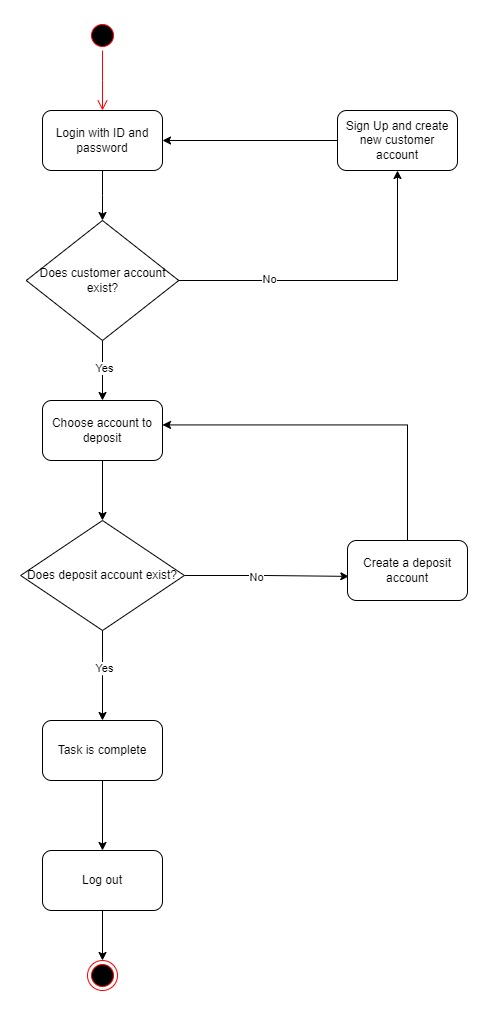 Login with ID and
password
Sign Up and create
new customer
account
Does customer account
exist?
No
Yes
Choose account to
deposit
Does deposit account exist?
No
Create a deposit
account
Yes
Task is complete
Log out